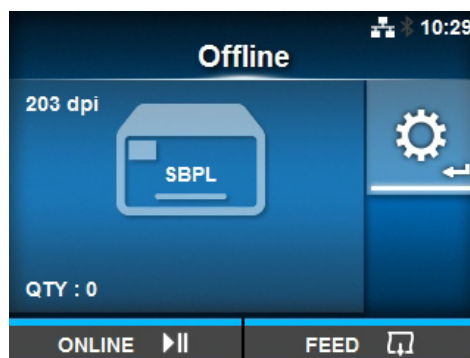 10:29
Offline
203 dpi
SBPL
QTY : 0
ONLINE FEED